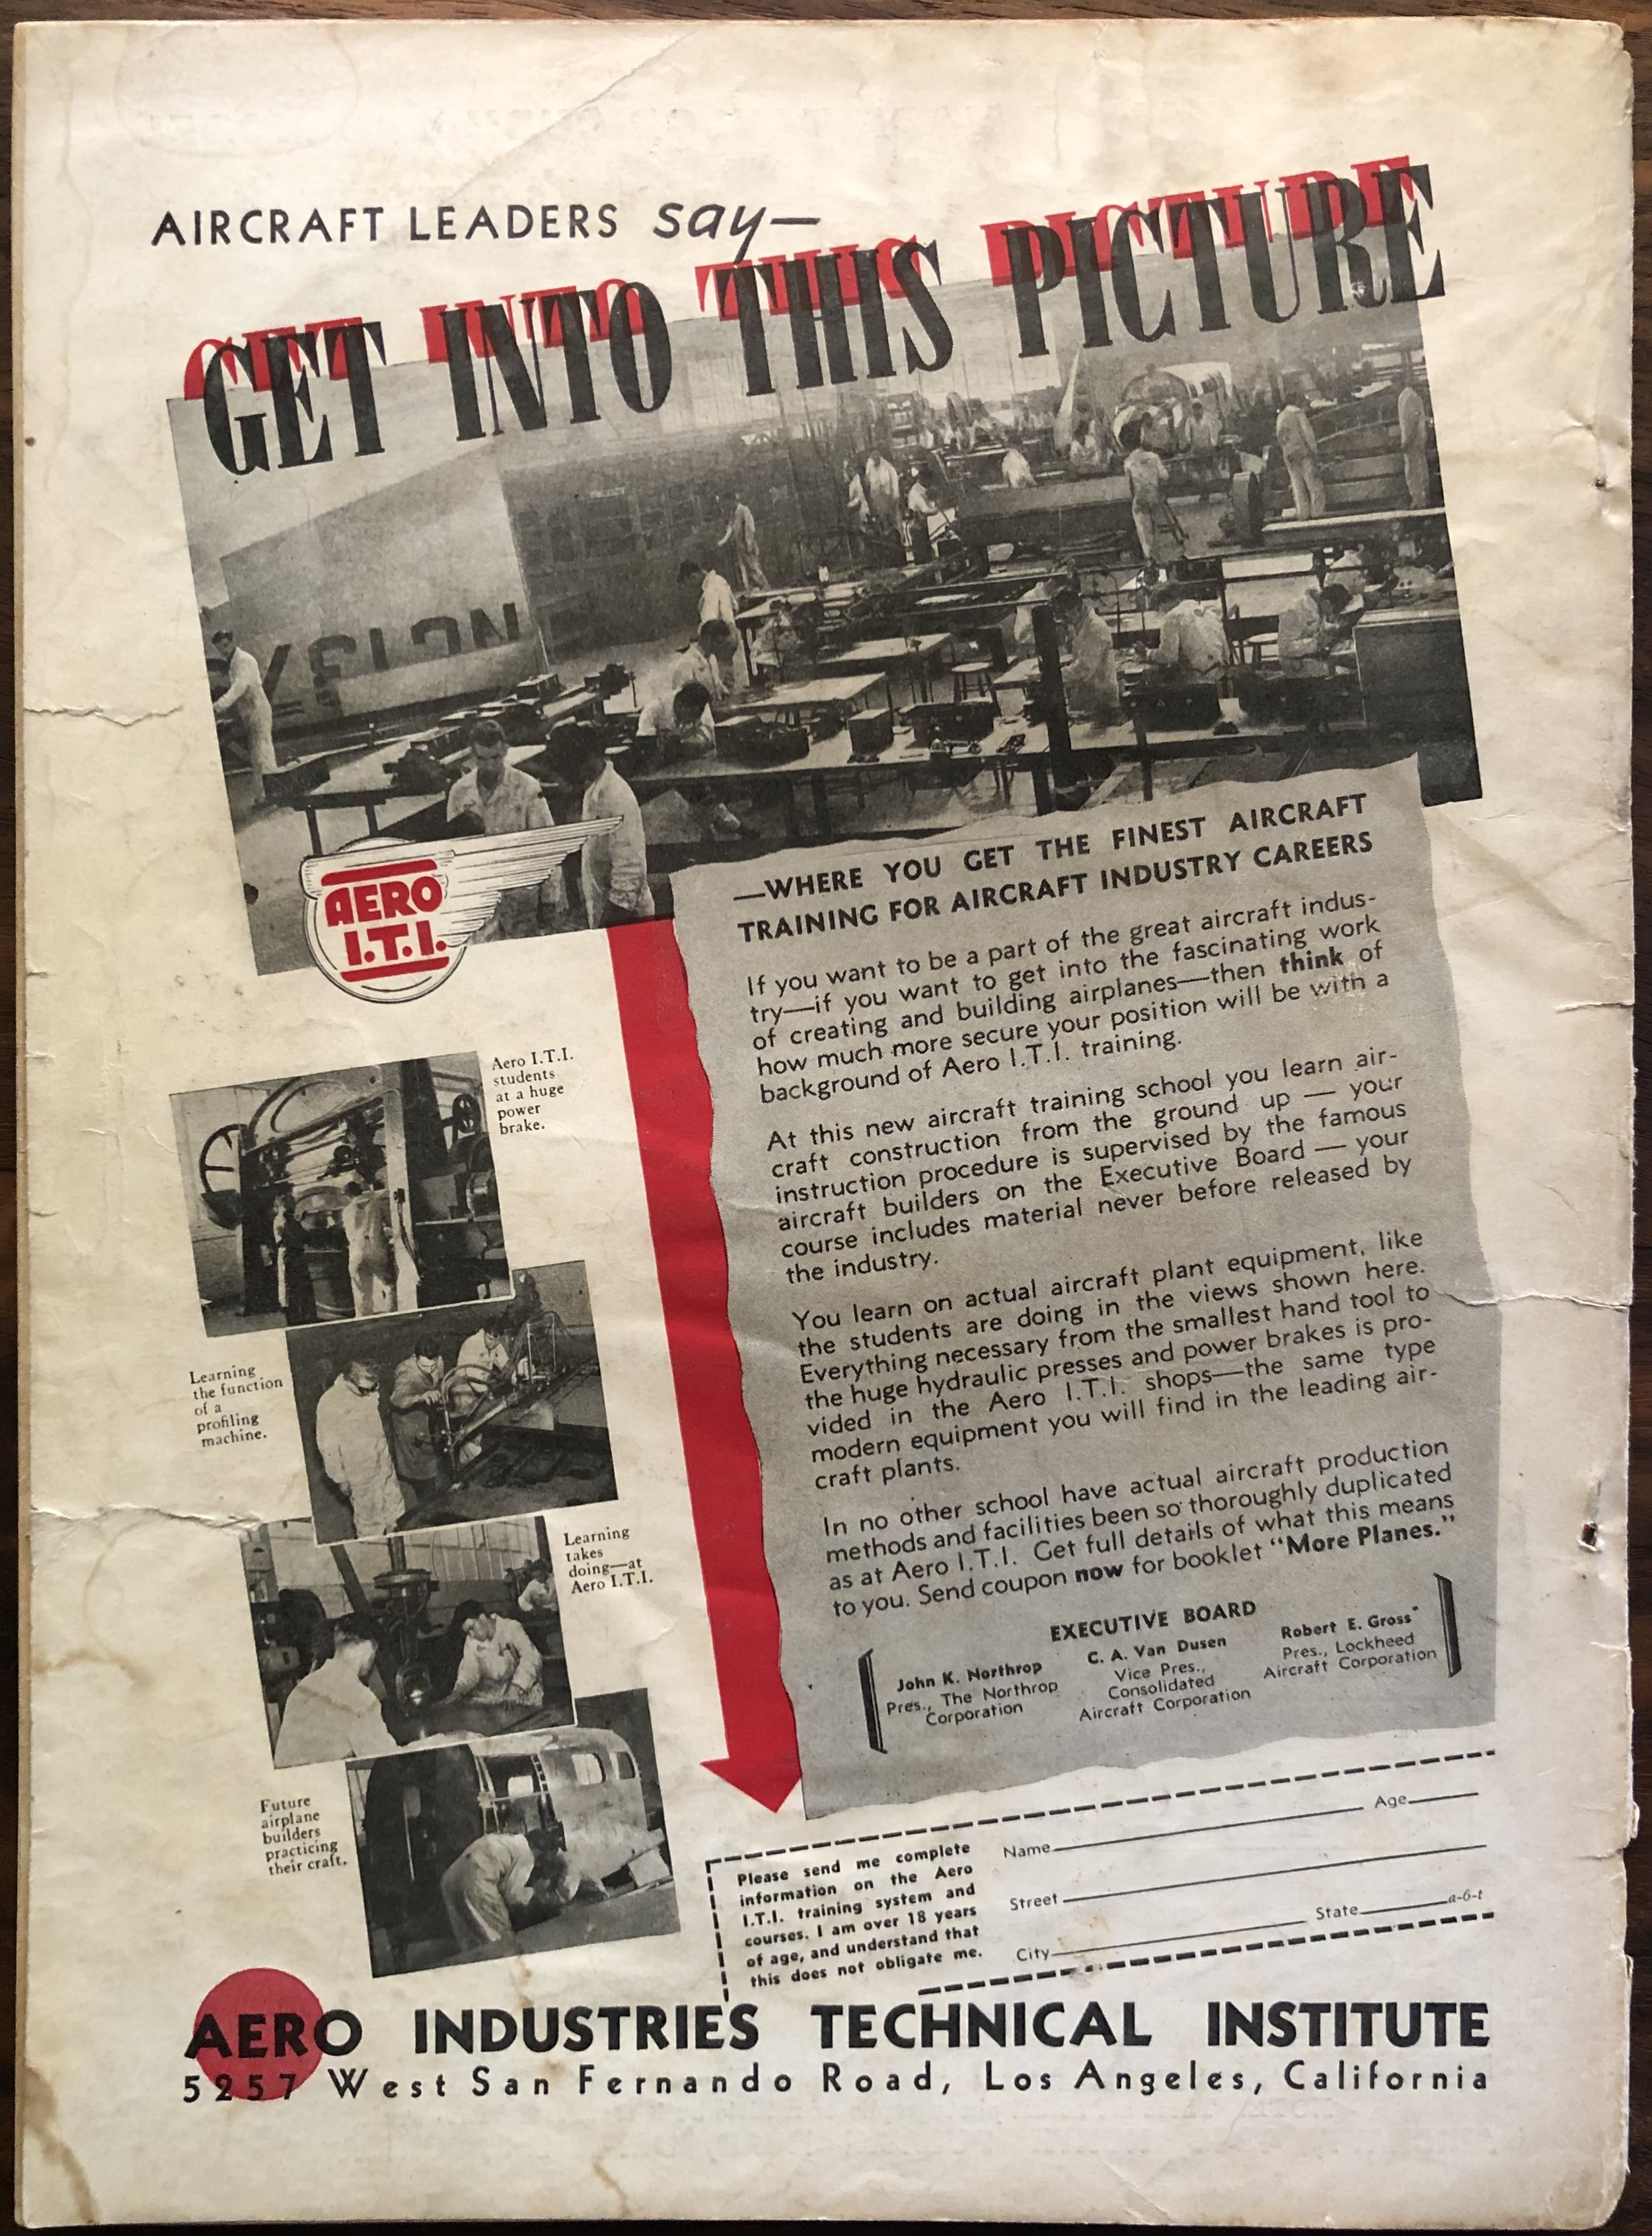 AIRCRAFT LEADERS say—
GET INTO THIS PICTURE
AERO
I.T.I.
—WHERE YOU GET THE FINEST AIRCRAFT
TRAINING FOR AIRCRAFT INDUSTRY CAREERS
If you want to be a part of the great aircraft indus-
try—if you want to get into the fascinating work
of creating and building airplanes—then think of
how much more secure your position will be with a
background of Aero I.T.I. training.
At this new aircraft training school you learn air-
craft construction from the ground up — your
instruction procedure is supervised by the famous
aircraft builders on the Executive Board — your
course includes material never before released by
the industry.
You learn on actual aircraft plant equipment, like
the students are doing in the views shown here.
Everything necessary from the smallest hand tool to
the huge hydraulic presses and power brakes is pro-
vided in the Aero I.T.I. shops—the same type
modern equipment you will find in the leading air-
craft plants.
In no other school have actual aircraft production
methods and facilities been so thoroughly duplicated
as at Aero I.T.I. Get full details of what this means
to you. Send coupon now for booklet "More Planes."
EXECUTIVE BOARD
John K. Northrop
Pres., The Northrop
Corporation
C. A. Van Dusen
Vice Pres.,
Consolidated
Aircraft Corporation
Robert E. Gross
Pres., Lockheed
Aircraft Corporation
Aero I.T.I.
students
at a huge
power
brake.
Learning
the function
of a
profiling
machine.
Learning
takes
doing—at
Aero I.T.I.
Future
airplane
builders
practicing
their craft.
Please send me complete
information on the Aero
I.T.I. training system and
courses. I am over 18 years
of age, and understand that
this does not obligate me.
Name Age
Street
a-6-t
City State
AERO INDUSTRIES TECHNICAL INSTITUTE
5257 West San Fernando Road, Los Angeles, California